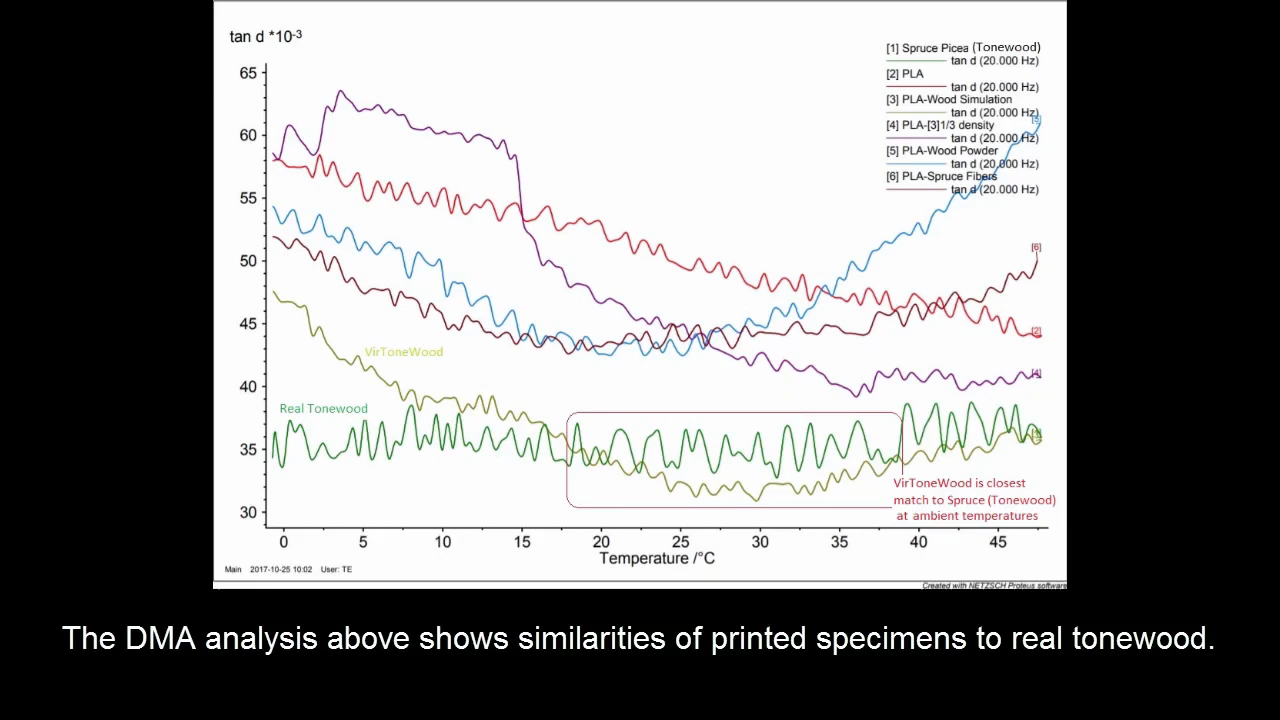 tan d *10-3
[1] Spruce Picea (Tonewood)
tan d (20.000 Hz)
[2] PLA
tan d (20.000 Hz)
[3] PLA-Wood Simulation
tan d (20.000 Hz)
[4] PLA-[3]1/3 density
tan d (20.000 Hz)
[5] PLA-Wood Powder
tan d (20.000 Hz)
[6] PLA-Spruce Fibers
tan d (20.000 Hz)
65
60
55
50
45
40
35
30
[6]
[2]
[4]
VirToneWood
Real Tonewood
VirToneWood is closest
match to Spruce (Tonewood)
at ambient temperatures
0 5 10 15 20 25 30 35 40 45
Temperature /°C
Main 2017-10-25 10:02 User: TE
Created with NETZSCH Proteus software
The DMA analysis above shows similarities of printed specimens to real tonewood.